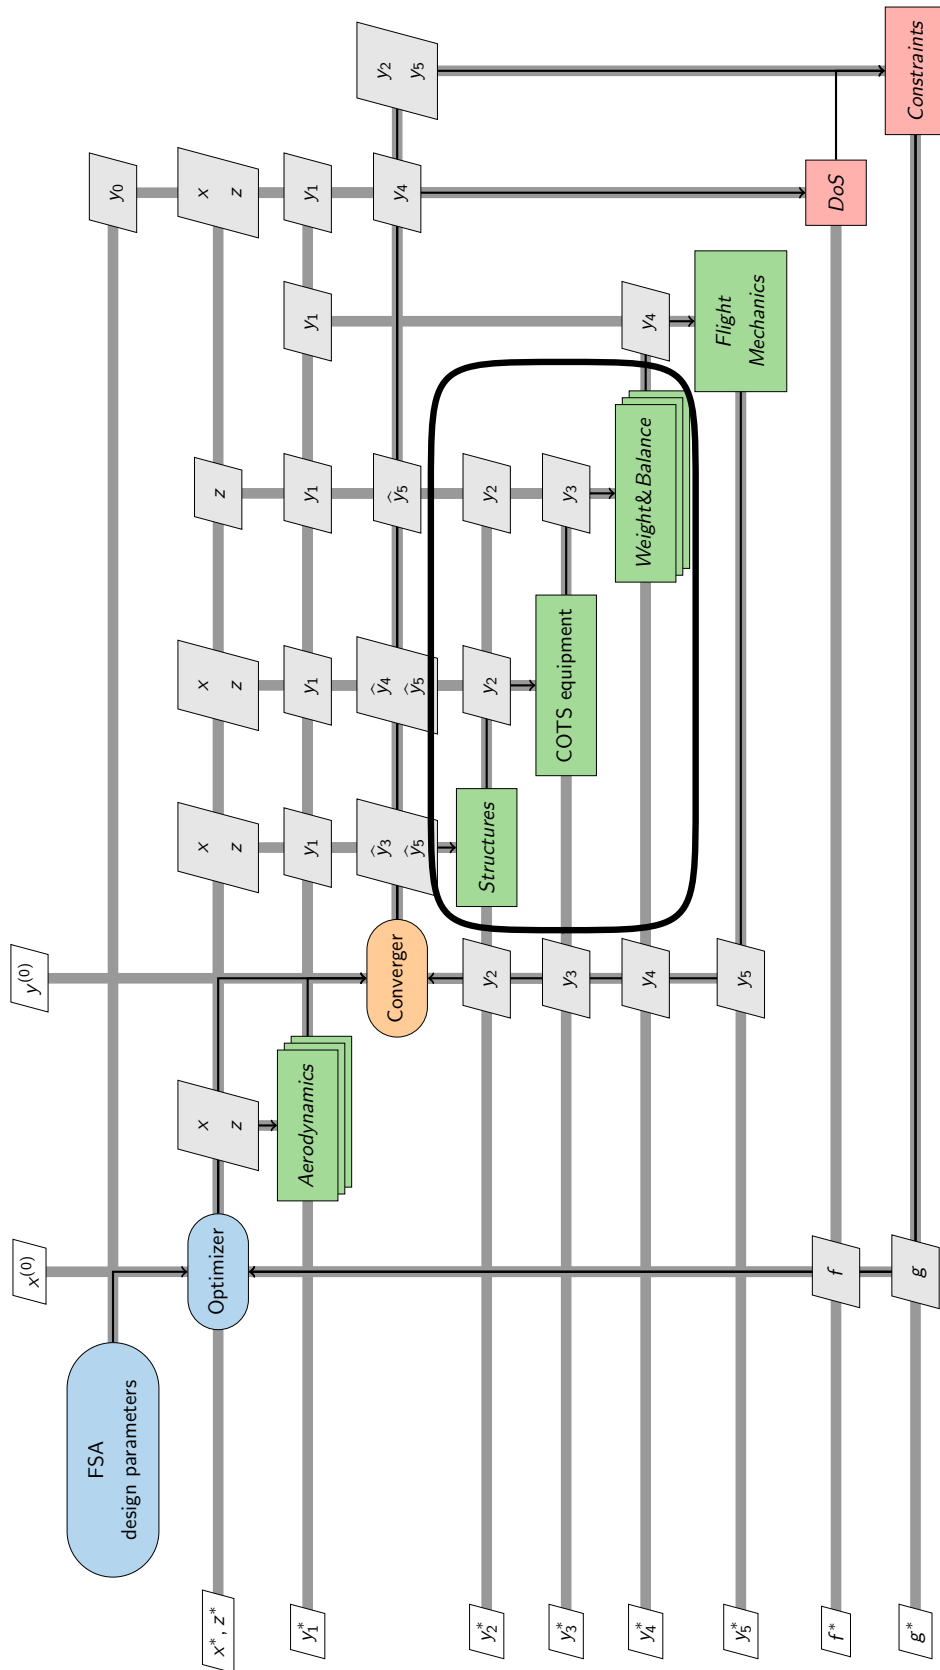 x⁽⁰⁾
y⁽⁰⁾
FSA
design parameters
y₀
x*, z*
Optimizer
x
z
x
z
x
z
z
x
z
y₁*
Aerodynamics
y₁
y₁
y₁
y₁
y₁
Converger
ŷ₃
ŷ₅
ŷ₄
ŷ₅
ŷ₅
y₄
y₂
y₅
y₂*
y₂
Structures
y₂
y₂
y₃*
y₃
COTS equipment
y₃
y₄*
y₄
Weight&Balance
y₄
y₅*
y₅
Flight
Mechanics
f*
f
DoS
g*
g
Constraints